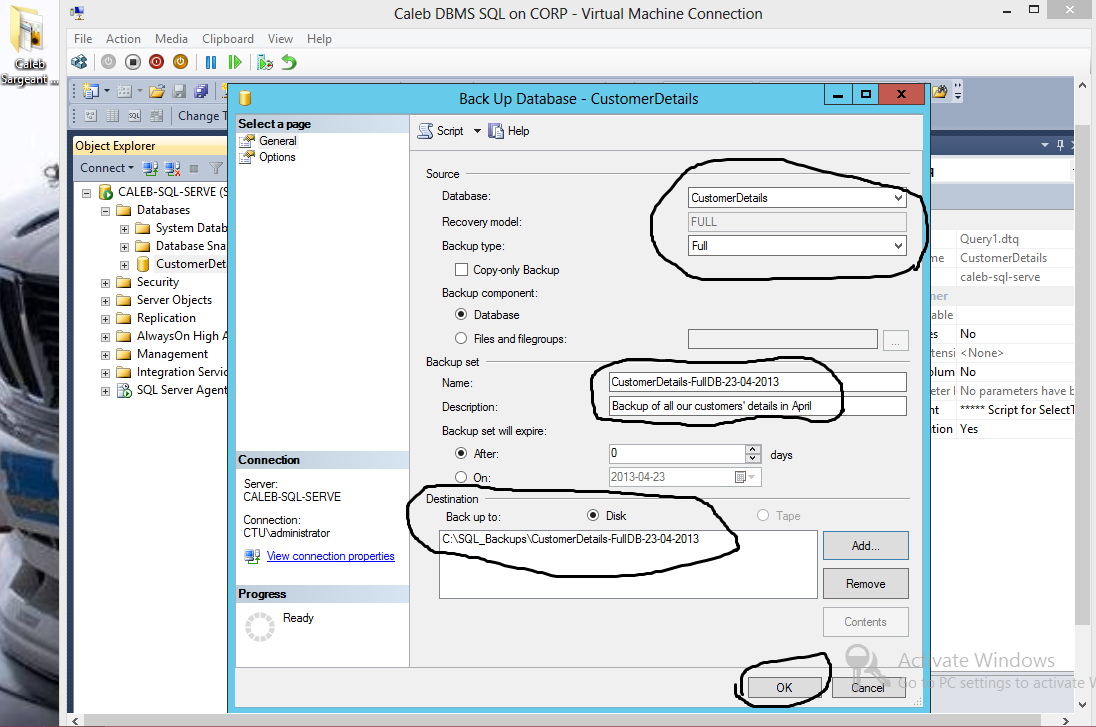 Caleb DBMS SQL on CORP - Virtual Machine Connection
File Action Media Clipboard View Help
Caleb
Sargeant ...
Change T
Back Up Database - CustomerDetails
Object Explorer
Connect
CALEB-SQL-SERVE (S
Databases
System Datab
Database Sna
CustomerDet
Security
Server Objects
Replication
AlwaysOn High A
Management
Integration Servic
SQL Server Agent
Select a page
General
Options
Connection
Server:
CALEB-SQL-SERVE
Connection:
CTU\administrator
View connection properties
Progress
Ready
Script Help
Source
Database: CustomerDetails
Recovery model: FULL
Backup type: Full
Copy-only Backup
Backup component:
Database
Files and filegroups: ...
Backup set
Name: CustomerDetails-FullDB-23-04-2013
Description: Backup of all our customers' details in April
Backup set will expire:
After: 0 days
On: 2013-04-23
Destination
Back up to: Disk Tape
C:\SQL_Backups\CustomerDetails-FullDB-23-04-2013
Add...
Remove
Contents
OK Cancel
Query1.dtq
me CustomerDetails
caleb-sql-serve
ner
able
es No
tensi <None>
olum No
neter l No parameters have b
nt ***** Script for SelectT
ation Yes
Activate Windows
Go to PC settings to activate W